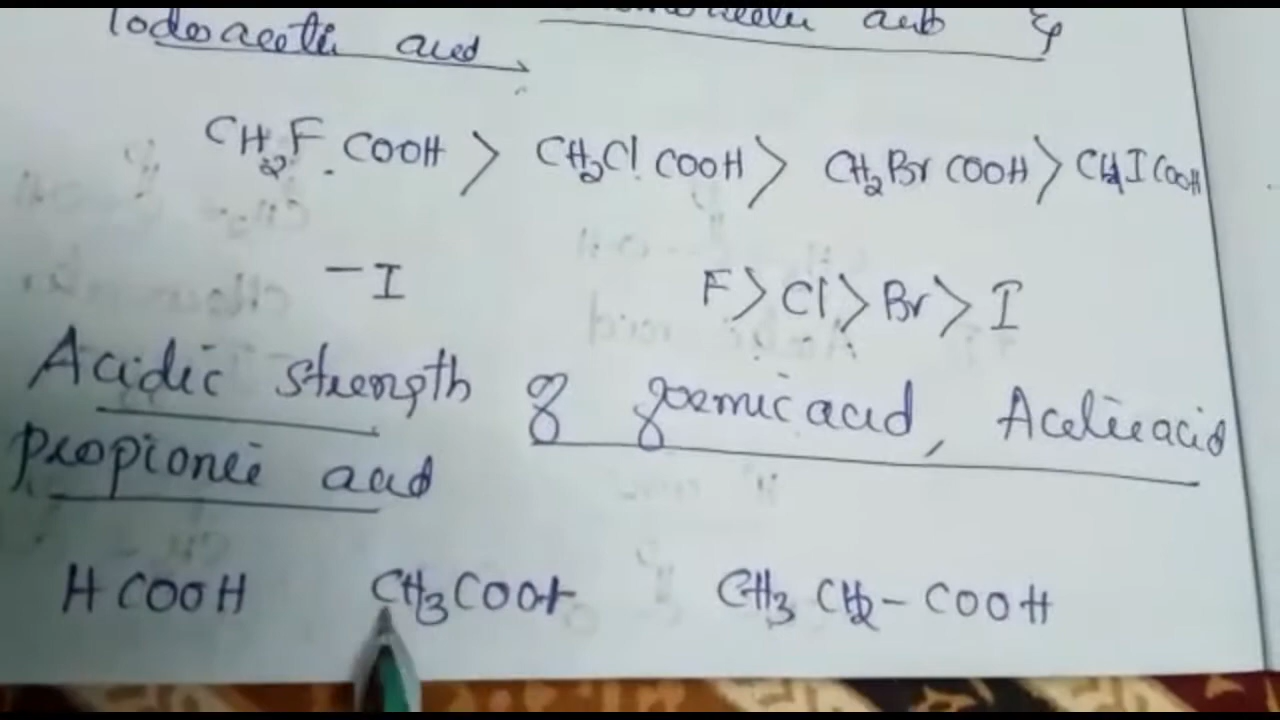 Iodoacetic acid
CH₂F.COOH > CH₂Cl COOH > CH₂Br COOH > CH₂I COOH
-I F > Cl > Br > I
Acidic strength of formic acid, Acetic acid
propionic acid
HCOOH CH₃COOH CH₃ CH₂-COOH